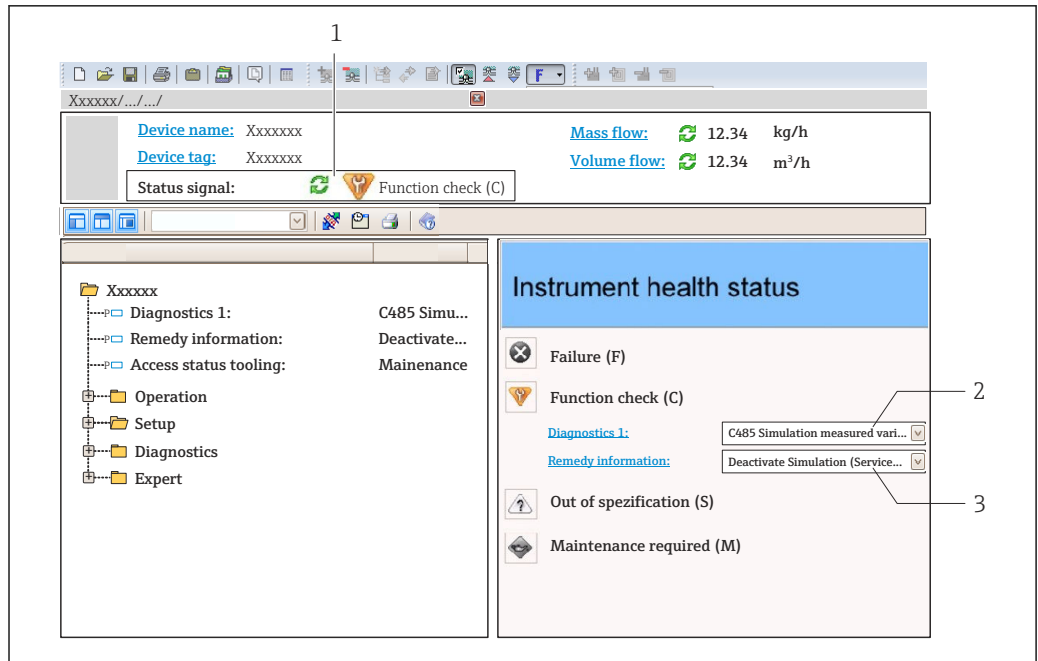 1
F
Xxxxxx/.../.../
Device name: Xxxxxxx
Mass flow: 12.34 kg/h
Device tag: Xxxxxxx
Volume flow: 12.34 m³/h
Status signal: Function check (C)
Xxxxxx
Diagnostics 1: C485 Simu...
Remedy information: Deactivate...
Access status tooling: Mainenance
Operation
Setup
Diagnostics
Expert
Instrument health status
Failure (F)
Function check (C)
2
Diagnostics 1: C485 Simulation measured vari...
Remedy information: Deactivate Simulation (Service...
3
Out of spezification (S)
Maintenance required (M)